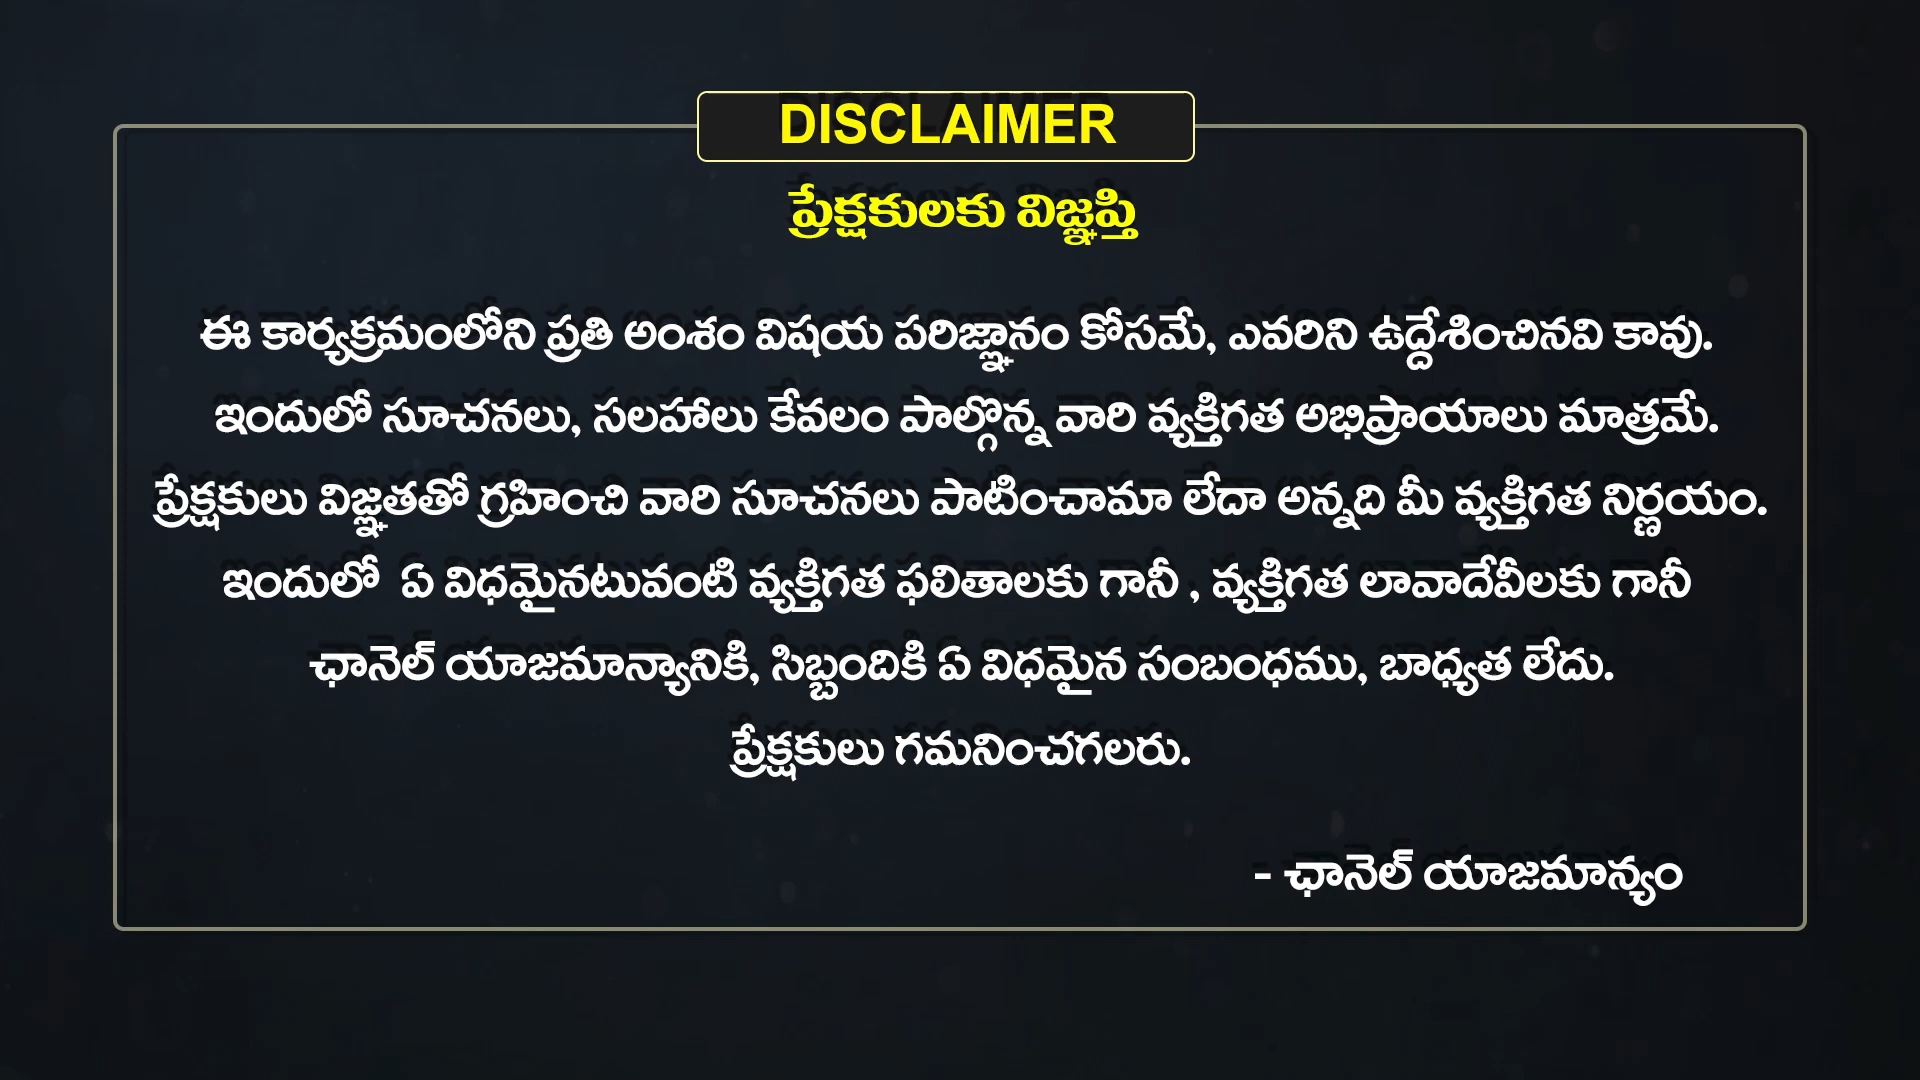 DISCLAIMER
ప్రేక్షకులకు విజ్ఞప్తి
ఈ కార్యక్రమంలోని ప్రతి అంశం విషయ పరిజ్ఞానం కోసమే, ఎవరిని ఉద్దేశించినవి కావు.
ఇందులో సూచనలు, సలహాలు కేవలం పాల్గొన్న వారి వ్యక్తిగత అభిప్రాయాలు మాత్రమే.
ప్రేక్షకులు విజ్ఞతతో గ్రహించి వారి సూచనలు పాటించామా లేదా అన్నది మీ వ్యక్తిగత నిర్ణయం.
ఇందులో  ఏ విధమైనటువంటి వ్యక్తిగత ఫలితాలకు గానీ , వ్యక్తిగత లావాదేవీలకు గానీ
ఛానెల్ యాజమాన్యానికి, సిబ్బందికి ఏ విధమైన సంబంధము, బాధ్యత లేదు.
ప్రేక్షకులు గమనించగలరు.
- ఛానెల్ యాజమాన్యం